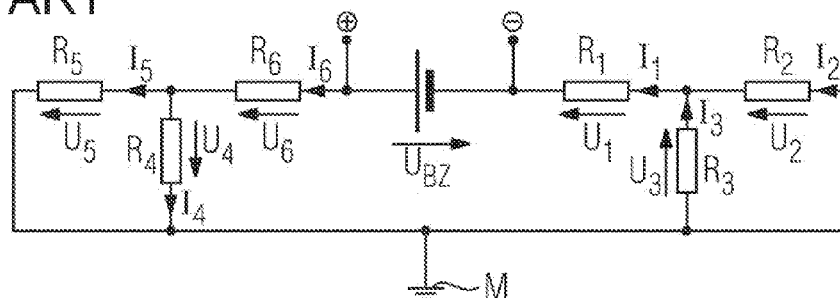 ART
⊕ ⊖
R5 I5 R6 I6 R1 I1 R2 I2
U5 R4 U4 U6 UBZ U1 I3 U2
I4 U3 R3
M